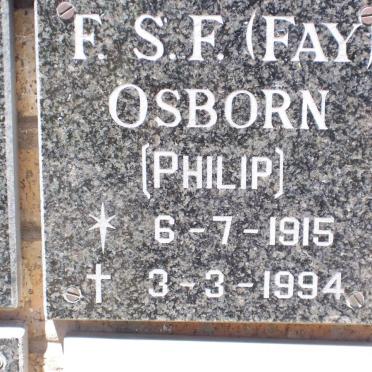 F. S.F. (FAY)
OSBORN
(PHILIP)
6-7-1915
3-3-1994